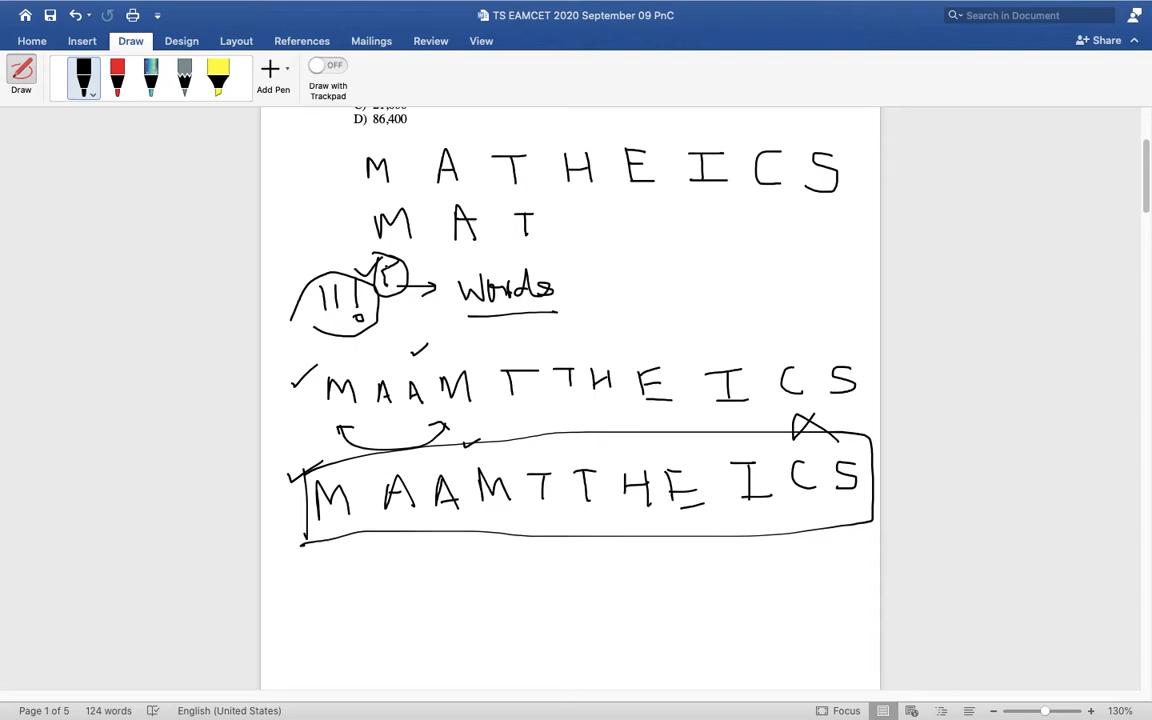 TS EAMCET 2020 September 09 PnC
Search in Document
Home Insert Draw Design Layout References Mailings Review View
Share
OFF
Draw
Add Pen
Draw with Trackpad
D) 86,400
M A T H E I C S
M A T
11! → Words
M A A M T T H E I C S
M A A M T T H E I C S
Page 1 of 5 124 words English (United States) Focus 130%